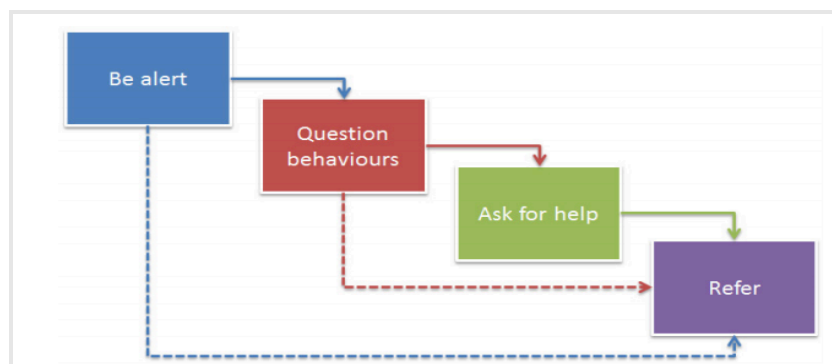 Be alert
Question
behaviours
Ask for help
Refer